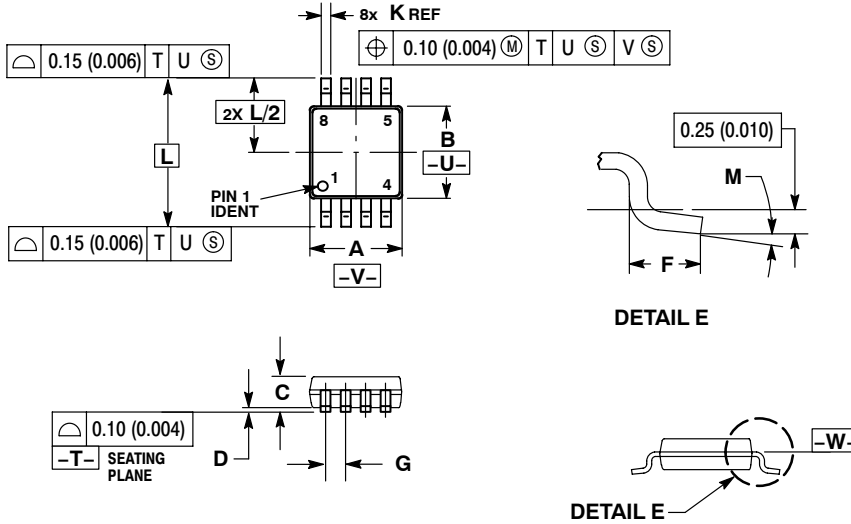 8x K REF
0.10 (0.004) Ⓜ T U Ⓢ V Ⓢ
0.15 (0.006) T U Ⓢ
2X L/2
8 5
B
–U–
L
1
4
PIN 1
IDENT
0.15 (0.006) T U Ⓢ
A
–V–
0.25 (0.010)
M
F
DETAIL E
C
0.10 (0.004)
–T– SEATING
PLANE
D
G
–W–
DETAIL E